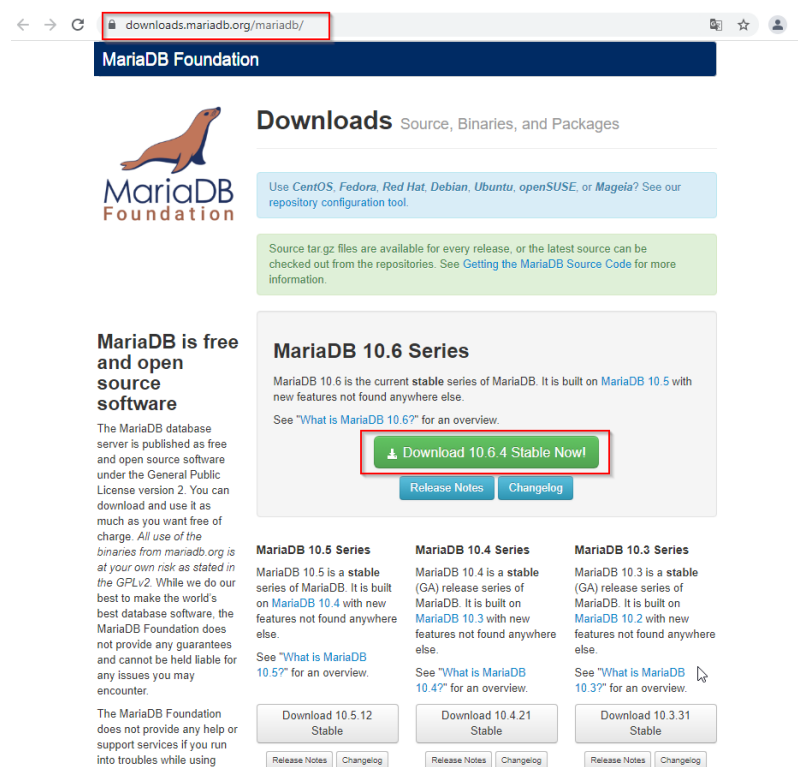 downloads.mariadb.org/mariadb/
MariaDB Foundation
MariaDB
Foundation
Downloads Source, Binaries, and Packages
Use CentOS, Fedora, Red Hat, Debian, Ubuntu, openSUSE, or Mageia? See our
repository configuration tool.
Source tar.gz files are available for every release, or the latest source can be
checked out from the repositories. See Getting the MariaDB Source Code for more
information.
MariaDB is free
and open
source
software
The MariaDB database
server is published as free
and open source software
under the General Public
License version 2. You can
download and use it as
much as you want free of
charge. All use of the
binaries from mariadb.org is
at your own risk as stated in
the GPLv2. While we do our
best to make the world's
best database software, the
MariaDB Foundation does
not provide any guarantees
and cannot be held liable for
any issues you may
encounter.
The MariaDB Foundation
does not provide any help or
support services if you run
into troubles while using
MariaDB 10.6 Series
MariaDB 10.6 is the current stable series of MariaDB. It is built on MariaDB 10.5 with
new features not found anywhere else.
See "What is MariaDB 10.6?" for an overview.
Download 10.6.4 Stable Now!
Release Notes Changelog
MariaDB 10.5 Series
MariaDB 10.5 is a stable
series of MariaDB. It is built
on MariaDB 10.4 with new
features not found anywhere
else.
See "What is MariaDB
10.5?" for an overview.
Download 10.5.12
Stable
Release Notes Changelog
MariaDB 10.4 Series
MariaDB 10.4 is a stable
(GA) release series of
MariaDB. It is built on
MariaDB 10.3 with new
features not found anywhere
else.
See "What is MariaDB
10.4?" for an overview.
Download 10.4.21
Stable
Release Notes Changelog
MariaDB 10.3 Series
MariaDB 10.3 is a stable
(GA) release series of
MariaDB. It is built on
MariaDB 10.2 with new
features not found anywhere
else.
See "What is MariaDB
10.3?" for an overview.
Download 10.3.31
Stable
Release Notes Changelog